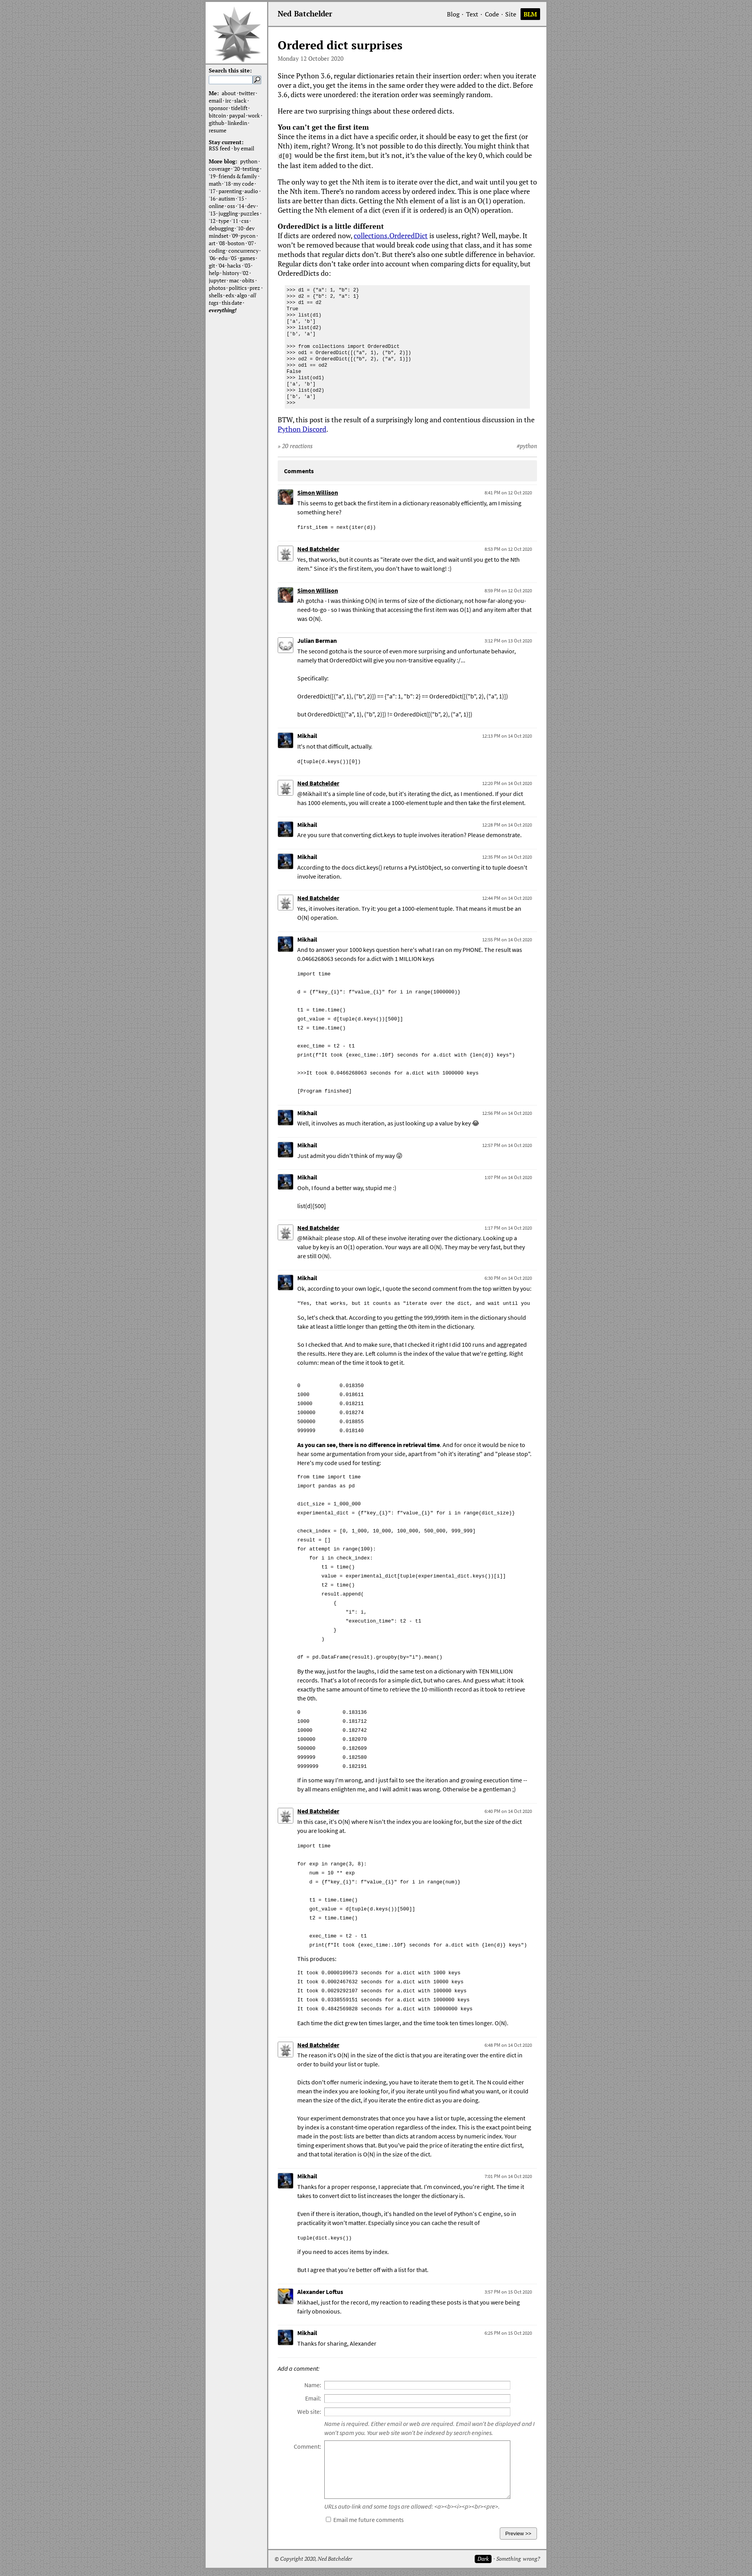 Ned Batchelder
Blog · Text · Code · Site BLM
Search this site:
Me: about · twitter ·
email · irc · slack ·
sponsor · tidelift ·
bitcoin · paypal · work ·
github · linkedin ·
resume
Stay current:
RSS feed · by email
More blog: python ·
coverage · '20 · testing ·
'19 · friends & family ·
math · '18 · my code ·
'17 · parenting · audio ·
'16 · autism · '15 ·
online · oss · '14 · dev ·
'13 · juggling · puzzles ·
'12 · type · '11 · css ·
debugging · '10 · dev
mindset · '09 · pycon ·
art · '08 · boston · '07 ·
coding · concurrency ·
'06 · edu · '05 · games ·
git · '04 · hacks · '03 ·
help · history · '02 ·
jupyter · mac · obits ·
photos · politics · prez ·
shells · edx · algo · all
tags · this date ·
everything!
Ordered dict surprises
Monday 12 October 2020
Since Python 3.6, regular dictionaries retain their insertion order: when you iterate
over a dict, you get the items in the same order they were added to the dict. Before
3.6, dicts were unordered: the iteration order was seemingly random.
Here are two surprising things about these ordered dicts.
You can't get the first item
Since the items in a dict have a specific order, it should be easy to get the first (or
Nth) item, right? Wrong. It's not possible to do this directly. You might think that
d[0] would be the first item, but it's not, it's the value of the key 0, which could be
the last item added to the dict.
The only way to get the Nth item is to iterate over the dict, and wait until you get to
the Nth item. There's no random access by ordered index. This is one place where
lists are better than dicts. Getting the Nth element of a list is an O(1) operation.
Getting the Nth element of a dict (even if it is ordered) is an O(N) operation.
OrderedDict is a little different
If dicts are ordered now, collections.OrderedDict is useless, right? Well, maybe. It
won't be removed because that would break code using that class, and it has some
methods that regular dicts don't. But there's also one subtle difference in behavior.
Regular dicts don't take order into account when comparing dicts for equality, but
OrderedDicts do:
>>> d1 = {"a": 1, "b": 2}
>>> d2 = {"b": 2, "a": 1}
>>> d1 == d2
True
>>> list(d1)
['a', 'b']
>>> list(d2)
['b', 'a']
>>> from collections import OrderedDict
>>> od1 = OrderedDict([("a", 1), ("b", 2)])
>>> od2 = OrderedDict([("b", 2), ("a", 1)])
>>> od1 == od2
False
>>> list(od1)
['a', 'b']
>>> list(od2)
['b', 'a']
>>>
BTW, this post is the result of a surprisingly long and contentious discussion in the
Python Discord.
» 20 reactions
#python
Comments
Simon Willison 8:41 PM on 12 Oct 2020
This seems to get back the first item in a dictionary reasonably efficiently, am I missing
something here?
first_item = next(iter(d))
Ned Batchelder 8:53 PM on 12 Oct 2020
Yes, that works, but it counts as "iterate over the dict, and wait until you get to the Nth
item." Since it's the first item, you don't have to wait long! :)
Simon Willison 8:59 PM on 12 Oct 2020
Ah gotcha - I was thinking O(N) in terms of size of the dictionary, not how-far-along-you-
need-to-go - so I was thinking that accessing the first item was O(1) and any item after that
was O(N).
Julian Berman 3:12 PM on 13 Oct 2020
The second gotcha is the source of even more surprising and unfortunate behavior,
namely that OrderedDict will give you non-transitive equality :/...
Specifically:
OrderedDict([("a", 1), ("b", 2)]) == {"a": 1, "b": 2} == OrderedDict([("b", 2), ("a", 1)])
but OrderedDict([("a", 1), ("b", 2)]) != OrderedDict([("b", 2), ("a", 1)])
Mikhail 12:13 PM on 14 Oct 2020
It's not that difficult, actually.
d[tuple(d.keys())[0])
Ned Batchelder 12:20 PM on 14 Oct 2020
@Mikhail It's a simple line of code, but it's iterating the dict, as I mentioned. If your dict
has 1000 elements, you will create a 1000-element tuple and then take the first element.
Mikhail 12:28 PM on 14 Oct 2020
Are you sure that converting dict.keys to tuple involves iteration? Please demonstrate.
Mikhail 12:35 PM on 14 Oct 2020
According to the docs dict.keys() returns a PyListObject, so converting it to tuple doesn't
involve iteration.
Ned Batchelder 12:44 PM on 14 Oct 2020
Yes, it involves iteration. Try it: you get a 1000-element tuple. That means it must be an
O(N) operation.
Mikhail 12:55 PM on 14 Oct 2020
And to answer your 1000 keys question here's what I ran on my PHONE. The result was
0.0466268063 seconds for a.dict with 1 MILLION keys
import time
d = {f"key_{i}": f"value_{i}" for i in range(1000000)}
t1 = time.time()
got_value = d[tuple(d.keys())[500]]
t2 = time.time()
exec_time = t2 - t1
print(f"It took {exec_time:.10f} seconds for a.dict with {len(d)} keys")
>>>It took 0.0466268063 seconds for a.dict with 1000000 keys
[Program finished]
Mikhail 12:56 PM on 14 Oct 2020
Well, it involves as much iteration, as just looking up a value by key 😂
Mikhail 12:57 PM on 14 Oct 2020
Just admit you didn't think of my way 😜
Mikhail 1:07 PM on 14 Oct 2020
Ooh, I found a better way, stupid me :)
list(d)[500]
Ned Batchelder 1:17 PM on 14 Oct 2020
@Mikhail: please stop. All of these involve iterating over the dictionary. Looking up a
value by key is an O(1) operation. Your ways are all O(N). They may be very fast, but they
are still O(N).
Mikhail 6:30 PM on 14 Oct 2020
Ok, according to your own logic, I quote the second comment from the top written by you:
"Yes, that works, but it counts as "iterate over the dict, and wait until you
So, let's check that. According to you getting the 999,999th item in the dictionary should
take at least a little longer than getting the 0th item in the dictionary.
So I checked that. And to make sure, that I checked it right I did 100 runs and aggregated
the results. Here they are. Left column is the index of the value that we're getting. Right
column: mean of the time it took to get it.
0 0.018350
1000 0.018611
10000 0.018211
100000 0.018274
500000 0.018855
999999 0.018140
As you can see, there is no difference in retrieval time. And for once it would be nice to
hear some argumentation from your side, apart from "oh it's iterating" and "please stop".
Here's my code used for testing:
from time import time
import pandas as pd
dict_size = 1_000_000
experimental_dict = {f"key_{i}": f"value_{i}" for i in range(dict_size)}
check_index = [0, 1_000, 10_000, 100_000, 500_000, 999_999]
result = []
for attempt in range(100):
for i in check_index:
t1 = time()
value = experimental_dict[tuple(experimental_dict.keys())[i]]
t2 = time()
result.append(
{
"i": i,
"execution_time": t2 - t1
}
)
df = pd.DataFrame(result).groupby(by="i").mean()
By the way, just for the laughs, I did the same test on a dictionary with TEN MILLION
records. That's a lot of records for a simple dict, but who cares. And guess what: it took
exactly the same amount of time to retrieve the 10-millionth record as it took to retrieve
the 0th.
0 0.183136
1000 0.181712
10000 0.182742
100000 0.182070
500000 0.182609
999999 0.182580
9999999 0.182191
If in some way I'm wrong, and I just fail to see the iteration and growing execution time --
by all means enlighten me, and I will admit I was wrong. Otherwise be a gentleman ;)
Ned Batchelder 6:40 PM on 14 Oct 2020
In this case, it's O(N) where N isn't the index you are looking for, but the size of the dict
you are looking at.
import time
for exp in range(3, 8):
num = 10 ** exp
d = {f"key_{i}": f"value_{i}" for i in range(num)}
t1 = time.time()
got_value = d[tuple(d.keys())[500]]
t2 = time.time()
exec_time = t2 - t1
print(f"It took {exec_time:.10f} seconds for a.dict with {len(d)} keys")
This produces:
It took 0.0000109673 seconds for a.dict with 1000 keys
It took 0.0002467632 seconds for a.dict with 10000 keys
It took 0.0029292107 seconds for a.dict with 100000 keys
It took 0.0338559151 seconds for a.dict with 1000000 keys
It took 0.4842569828 seconds for a.dict with 10000000 keys
Each time the dict grew ten times larger, and the time took ten times longer. O(N).
Ned Batchelder 6:46 PM on 14 Oct 2020
The reason it's O(N) in the size of the dict is that you are iterating over the entire dict in
order to build your list or tuple.
Dicts don't offer numeric indexing, you have to iterate them to get it. The N could either
mean the index you are looking for, if you iterate until you find what you want, or it could
mean the size of the dict, if you iterate the entire dict as you are doing.
Your experiment demonstrates that once you have a list or tuple, accessing the element
by index is a constant-time operation regardless of the index. This is the exact point being
made in the post: lists are better than dicts at random access by numeric index. Your
timing experiment shows that. But you've paid the price of iterating the entire dict first,
and that total iteration is O(N) in the size of the dict.
Mikhail 7:01 PM on 14 Oct 2020
Thanks for a proper response, I appreciate that. I'm convinced, you're right. The time it
takes to convert dict to list increases the longer the dictionary is.
Even if there is iteration, though, it's handled on the level of Python's C engine, so in
practicality it won't matter. Especially since you can cache the result of
tuple(dict.keys())
if you need to acces items by index.
But I agree that you're better off with a list for that.
Alexander Loftus 3:57 PM on 15 Oct 2020
Mikhael, just for the record, my reaction to reading these posts is that you were being
fairly obnoxious.
Mikhail 6:25 PM on 15 Oct 2020
Thanks for sharing, Alexander
Add a comment:
Name:
Email:
Web site:
Name is required. Either email or web are required. Email won't be displayed and I
won't spam you. Your web site won't be indexed by search engines.
Comment:
URLs auto-link and some tags are allowed: <a><b><i><p><br><pre>.
Email me future comments
Preview >>
© Copyright 2020, Ned Batchelder
Dark · Something wrong?